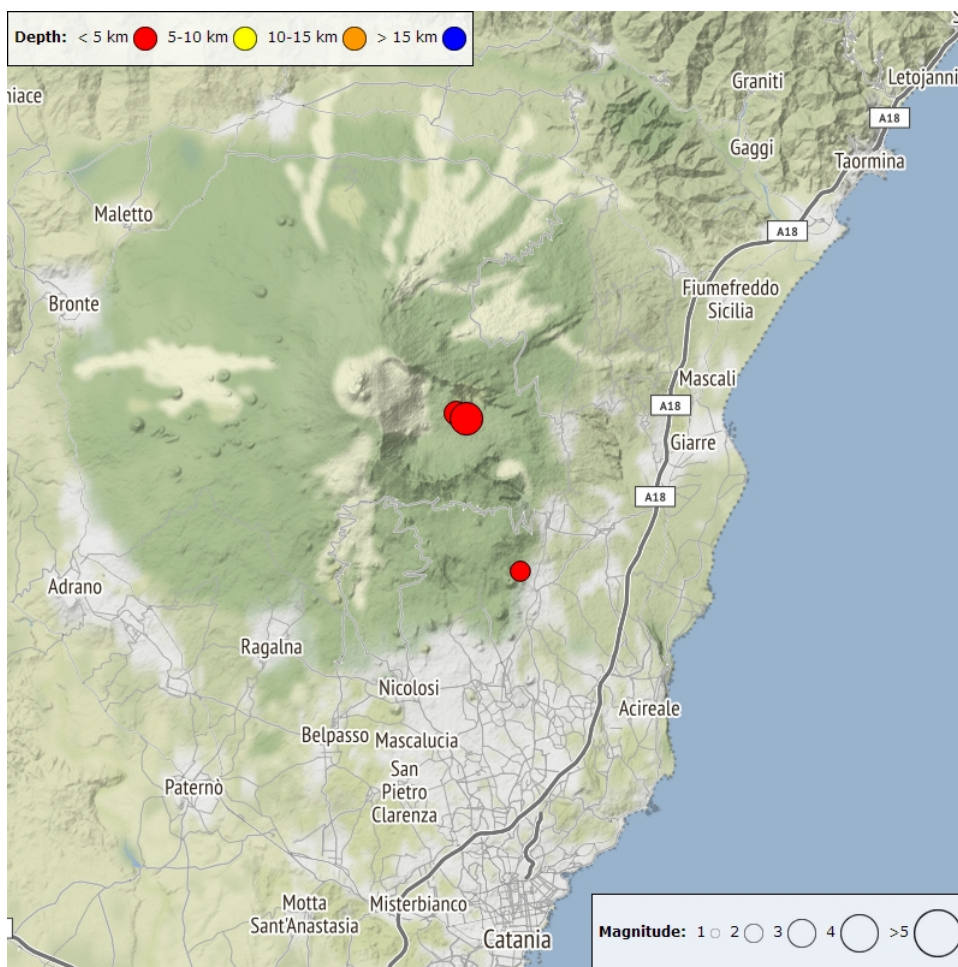 Depth: < 5 km 5-10 km 10-15 km > 15 km
Letojanni
niace
Graniti
A18
Gaggi
Taormina
Maletto
A18
Fiumefreddo
Sicilia
Bronte
Mascali
A18
Giarre
A18
Adrano
Ragalna
Nicolosi
Acireale
Belpasso
Mascalucia
San
Pietro
Clarenza
Paternò
Motta
Sant'Anastasia
Misterbianco
Catania
Magnitude: 1 2 3 4 >5